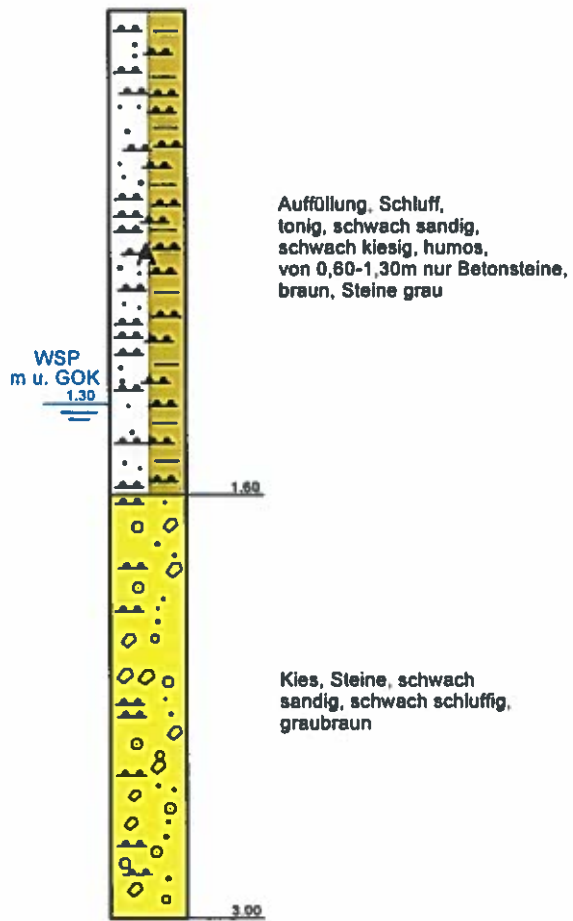 Auffüllung, Schluff,
tonig, schwach sandig,
schwach kiesig, humos,
von 0,60-1,30m nur Betonsteine,
braun, Steine grau
WSP
m u. GOK
1.30
1.60
Kies, Steine, schwach
sandig, schwach schluffig,
graubraun
3.00